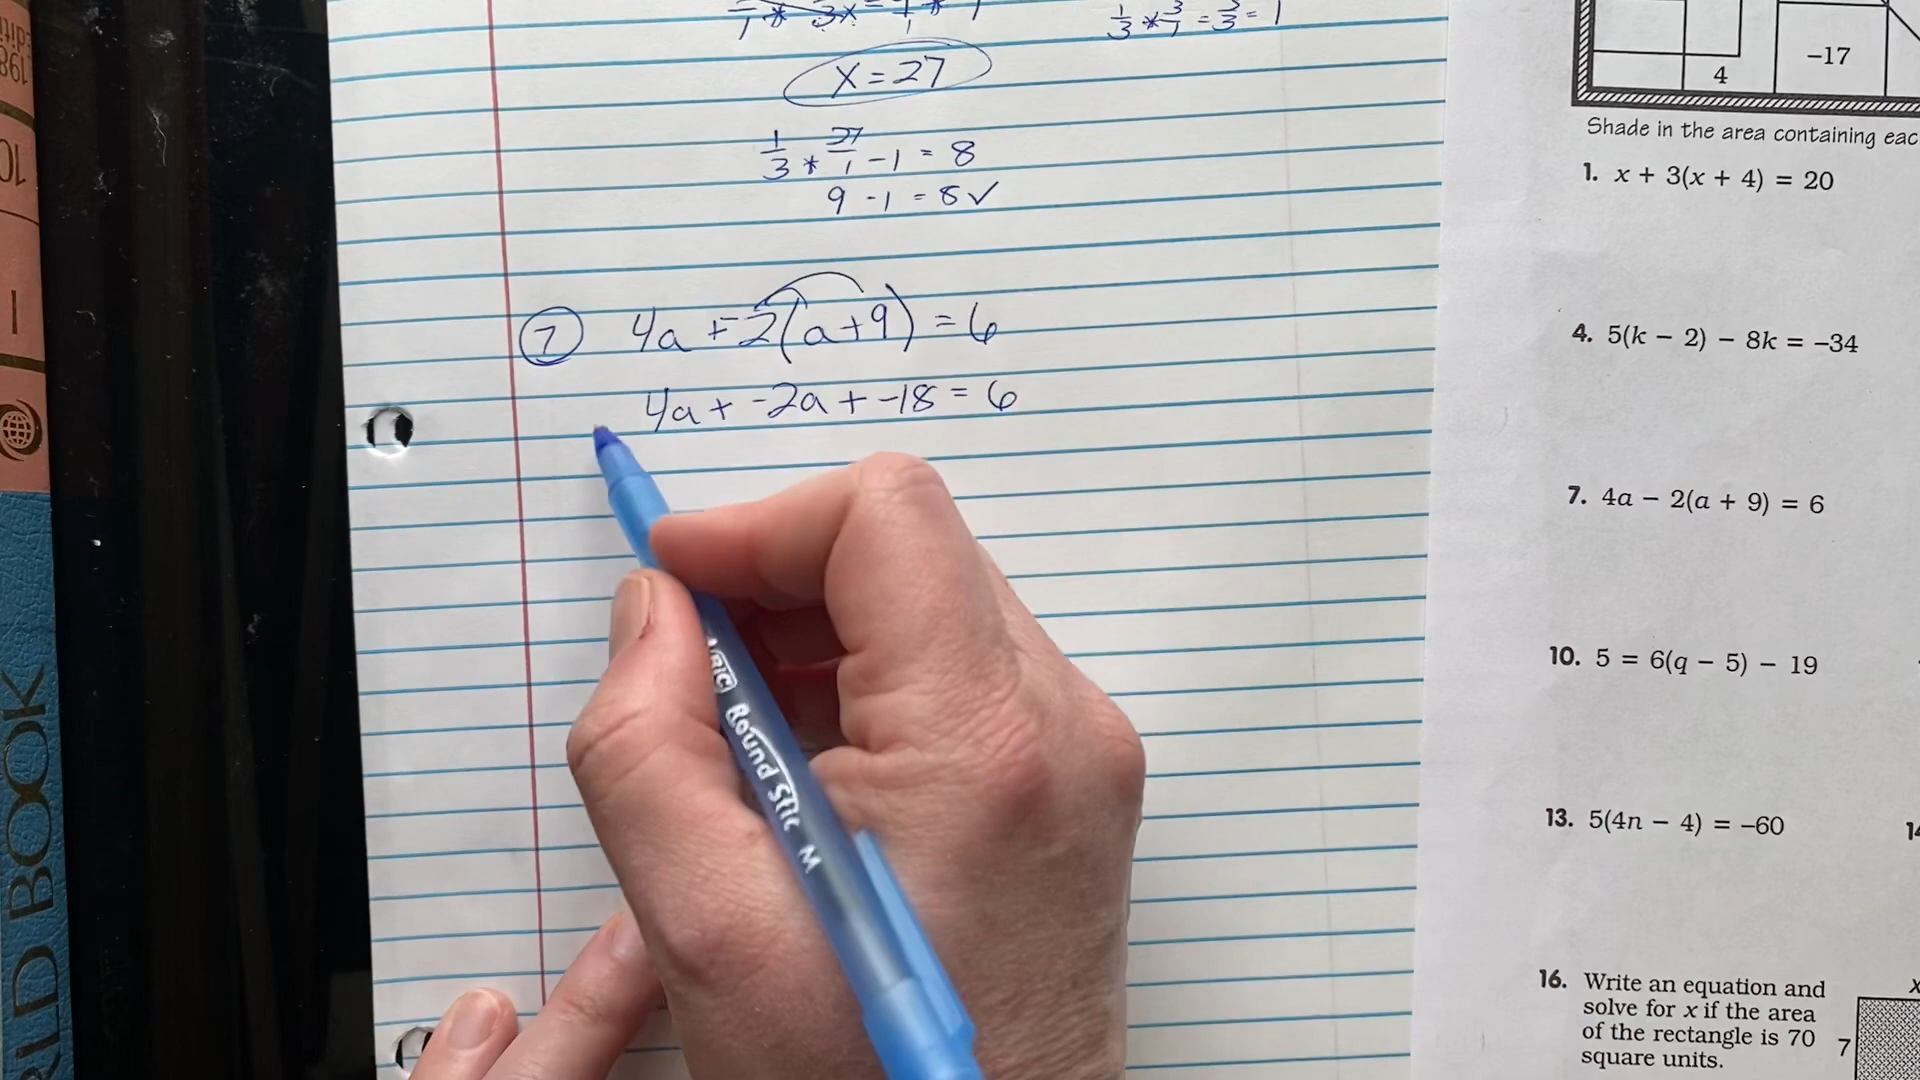 1/3 * 3/1 = 3/3 = 1
x = 27
1/3 * 27/1 - 1 = 8
9 - 1 = 8 ✓
⑦ 4a + -2(a+9) = 6
4a + -2a + -18 = 6
BIC Round Stic M
4
-17
Shade in the area containing
1. x + 3(x + 4) = 20
4. 5(k − 2) − 8k = −34
7. 4a − 2(a + 9) = 6
10. 5 = 6(q − 5) − 19
13. 5(4n − 4) = −60
16. Write an equation and
solve for x if the area
of the rectangle is 70
square units.
7
x
10
1
BOOK